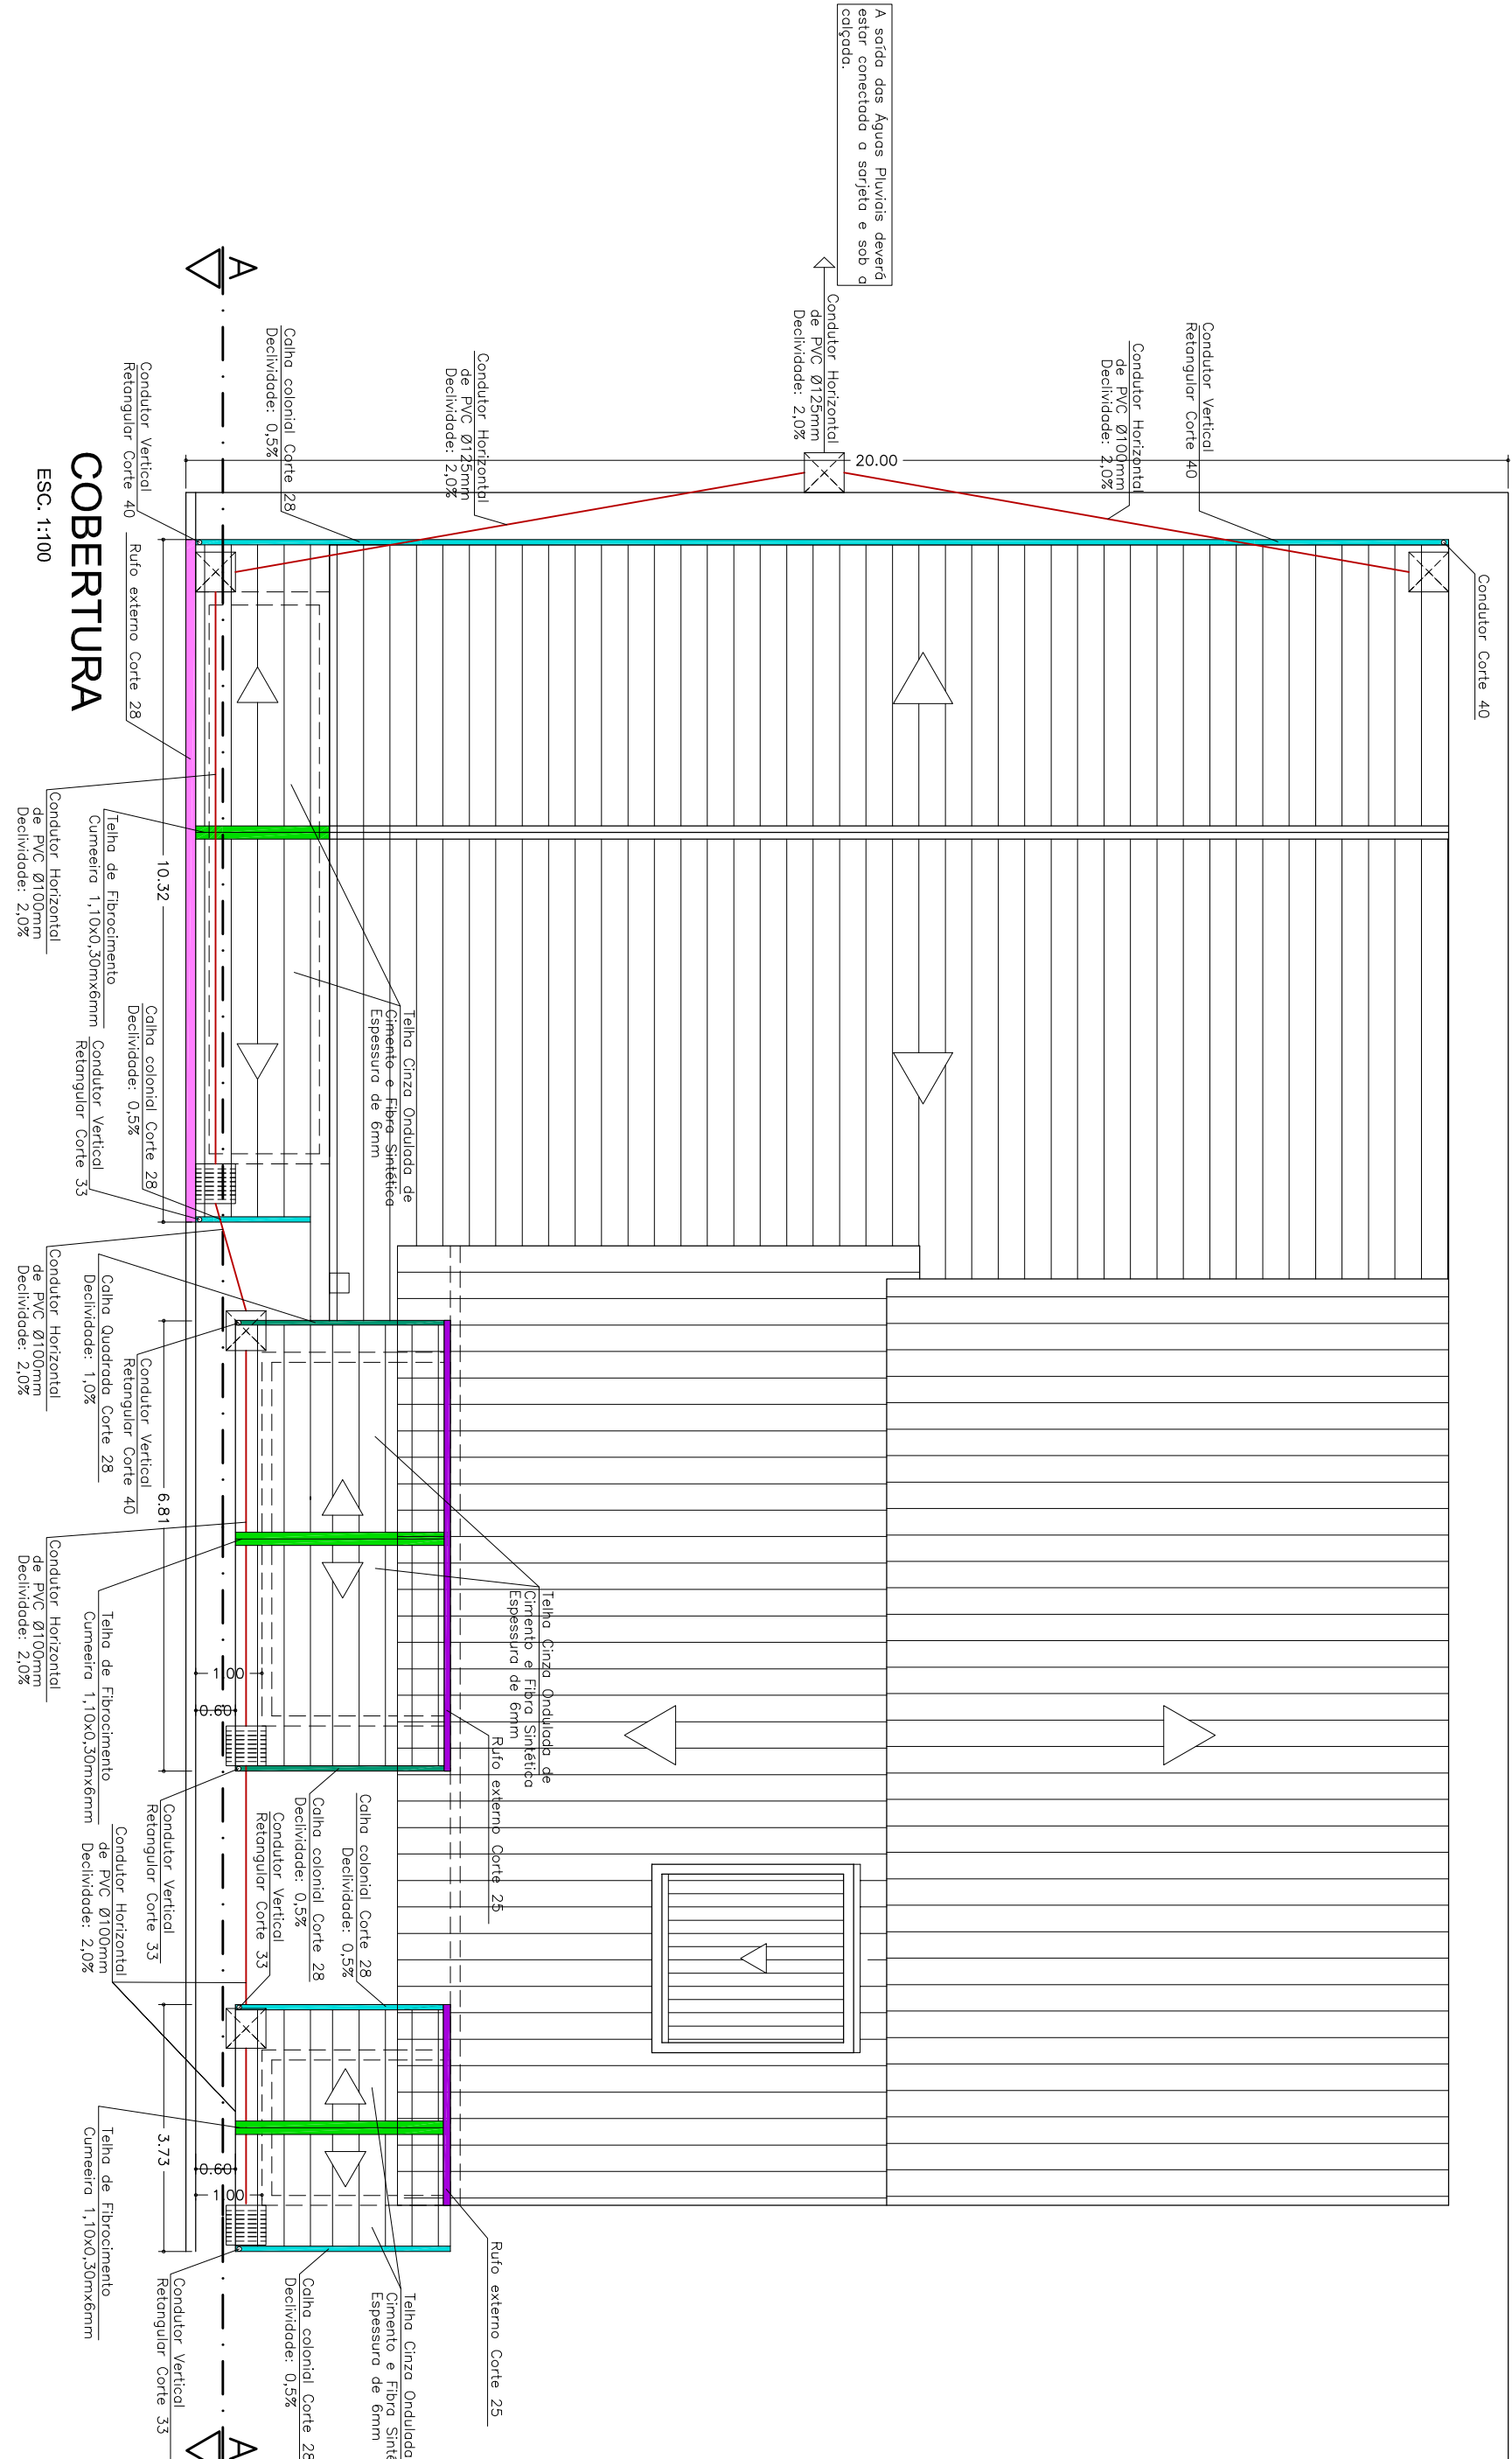 A saída das Águas Pluviais deverá
estar conectada a sarjeta e sob a
calçada.
Condutor Corte 40
Condutor Vertical
Retangular Corte 40
Condutor Horizontal
de PVC Ø100mm
Declividade: 2,0%
Condutor Horizontal
de PVC Ø125mm
Declividade: 2,0%
20.00
Condutor Horizontal
de PVC Ø125mm
Declividade: 2,0%
Calha colonial Corte 28
Declividade: 0,5%
A
Condutor Vertical
Retangular Corte 40
Rufo externo Corte 28
COBERTURA
ESC. 1:100
10.32
Telha Cinza Ondulada de
Cimento e Fibra Sintética
Espessura de 6mm
Condutor Horizontal
de PVC Ø100mm
Declividade: 2,0%
Telha de Fibrocimento
Cumeeira 1,10x0,30mx6mm
Calha colonial Corte 28
Declividade: 0,5%
Condutor Vertical
Retangular Corte 33
Condutor Horizontal
de PVC Ø100mm
Declividade: 2,0%
Calha Quadrada Corte 28
Declividade: 1,0%
Condutor Vertical
Retangular Corte 40
6.81
Telha Cinza Ondulada de
Cimento e Fibra Sintética
Espessura de 6mm
Rufo externo Corte 25
1.00
0.60
Condutor Horizontal
de PVC Ø100mm
Declividade: 2,0%
Telha de Fibrocimento
Cumeeira 1,10x0,30mx6mm
Condutor Vertical
Retangular Corte 33
Calha colonial Corte 28
Declividade: 0,5%
Calha colonial Corte 28
Declividade: 0,5%
Condutor Vertical
Retangular Corte 33
Condutor Horizontal
de PVC Ø100mm
Declividade: 2,0%
3.73
0.60
1.00
Telha de Fibrocimento
Cumeeira 1,10x0,30mx6mm
Rufo externo Corte 25
Telha Cinza Ondulada
Cimento e Fibra Sinté
Espessura de 6mm
Calha colonial Corte 28
Declividade: 0,5%
Condutor Vertical
Retangular Corte 33
A